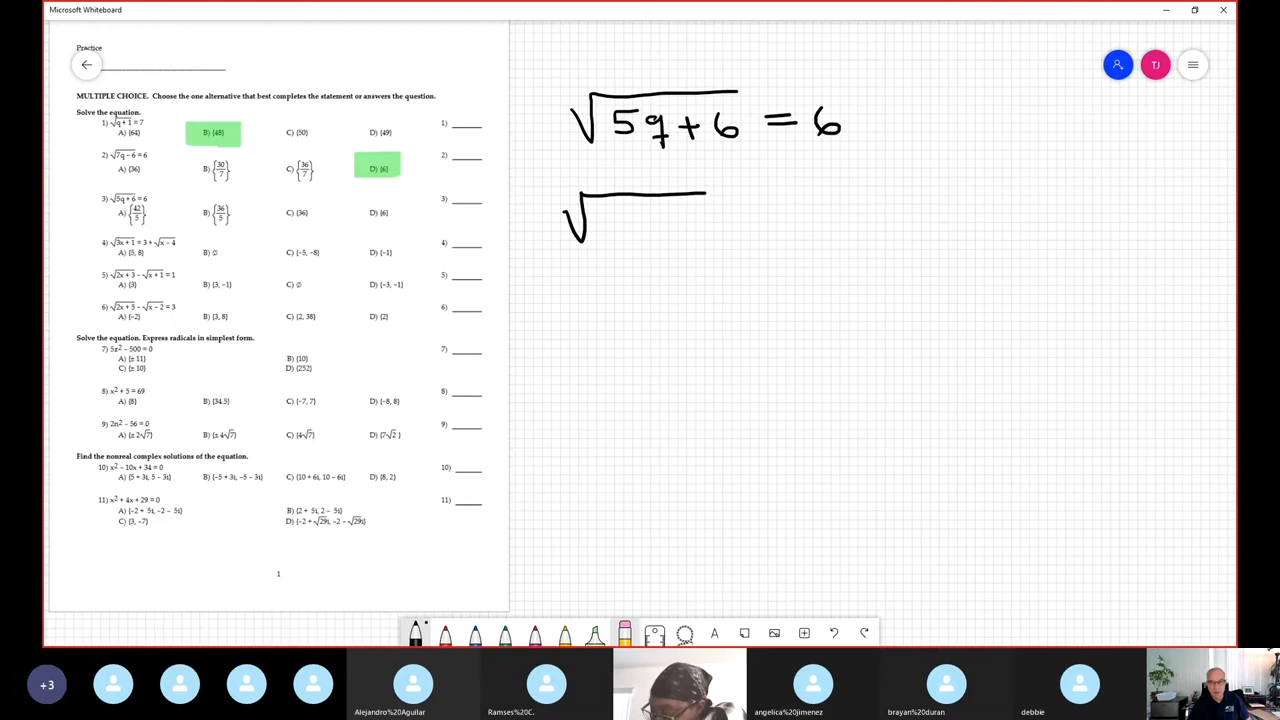 Microsoft Whiteboard
Practice
MULTIPLE CHOICE. Choose the one alternative that best completes the statement or answers the question.
Solve the equation.
1) √(q + 1) = 7
A) {64} B) {48} C) {50} D) {49} 1)
2) √(7q − 6) = 6
A) {36} B) {30/7} C) {36/7} D) {6} 2)
3) √(5q + 6) = 6
A) {42/5} B) {36/5} C) {36} D) {6} 3)
4) √(3x + 1) = 3 + √(x − 4)
A) {5, 8} B) ∅ C) {−5, −8} D) {−1} 4)
5) √(2x + 3) − √(x + 1) = 1
A) {3} B) {3, −1} C) ∅ D) {−3, −1} 5)
6) √(2x + 5) − √(x − 2) = 3
A) {−2} B) {3, 8} C) {2, 38} D) {2} 6)
Solve the equation. Express radicals in simplest form.
7) 5z² − 500 = 0 7)
A) {± 11} B) {10}
C) {± 10} D) {252}
8) x² + 5 = 69
A) {8} B) {34.5} C) {−7, 7} D) {−8, 8} 8)
9) 2n² − 56 = 0
A) {± 2√7} B) {± 4√7} C) {4√7} D) {7√2 } 9)
Find the nonreal complex solutions of the equation.
10) x² − 10x + 34 = 0 10)
A) {5 + 3i, 5 − 3i} B) {−5 + 3i, −5 − 3i} C) {10 + 6i, 10 − 6i} D) {8, 2}
11) x² + 4x + 29 = 0 11)
A) {−2 + 5i, −2 − 5i} B) {2 + 5i, 2 − 5i}
C) {3, −7} D) {−2 + √29i, −2 − √29i}
1
√(5q + 6) = 6
√
TJ
A
+3
Alejandro%20Aguilar
Ramses%20C.
angelica%20jimenez
brayan%20duran
debbie